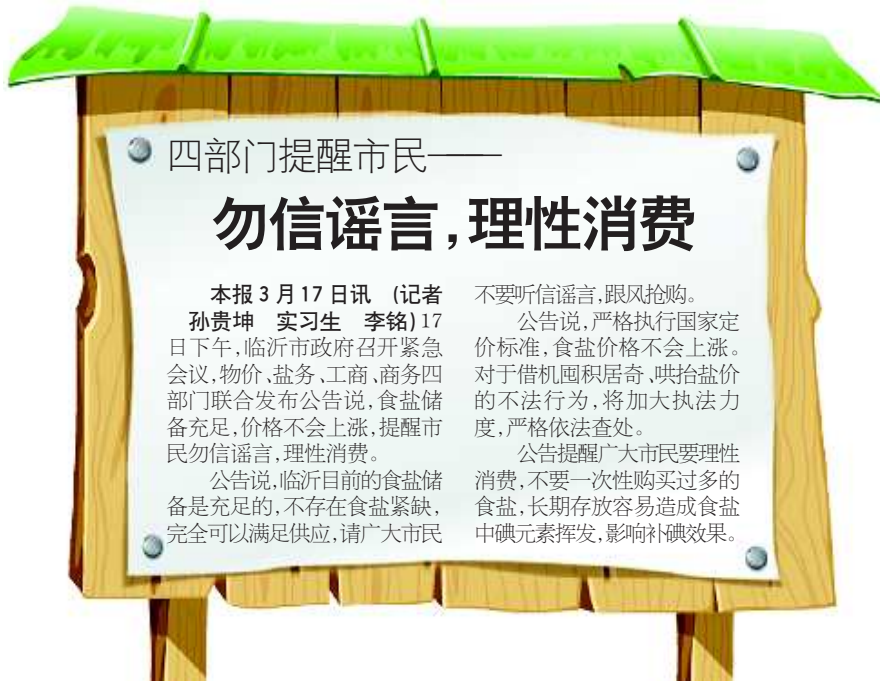 四部门提醒市民——
勿信谣言,理性消费
本报3月17日讯 (记者
孙贵坤 实习生 李铭)17
日下午,临沂市政府召开紧急
会议,物价、盐务、工商、商务四
部门联合发布公告说,食盐储
备充足,价格不会上涨,提醒市
民勿信谣言,理性消费。
公告说,临沂目前的食盐储
备是充足的,不存在食盐紧缺,
完全可以满足供应,请广大市民
不要听信谣言,跟风抢购。
公告说,严格执行国家定
价标准,食盐价格不会上涨。
对于借机囤积居奇、哄抬盐价
的不法行为,将加大执法力
度,严格依法查处。
公告提醒广大市民要理性
消费,不要一次性购买过多的
食盐,长期存放容易造成食盐
中碘元素挥发,影响补碘效果。